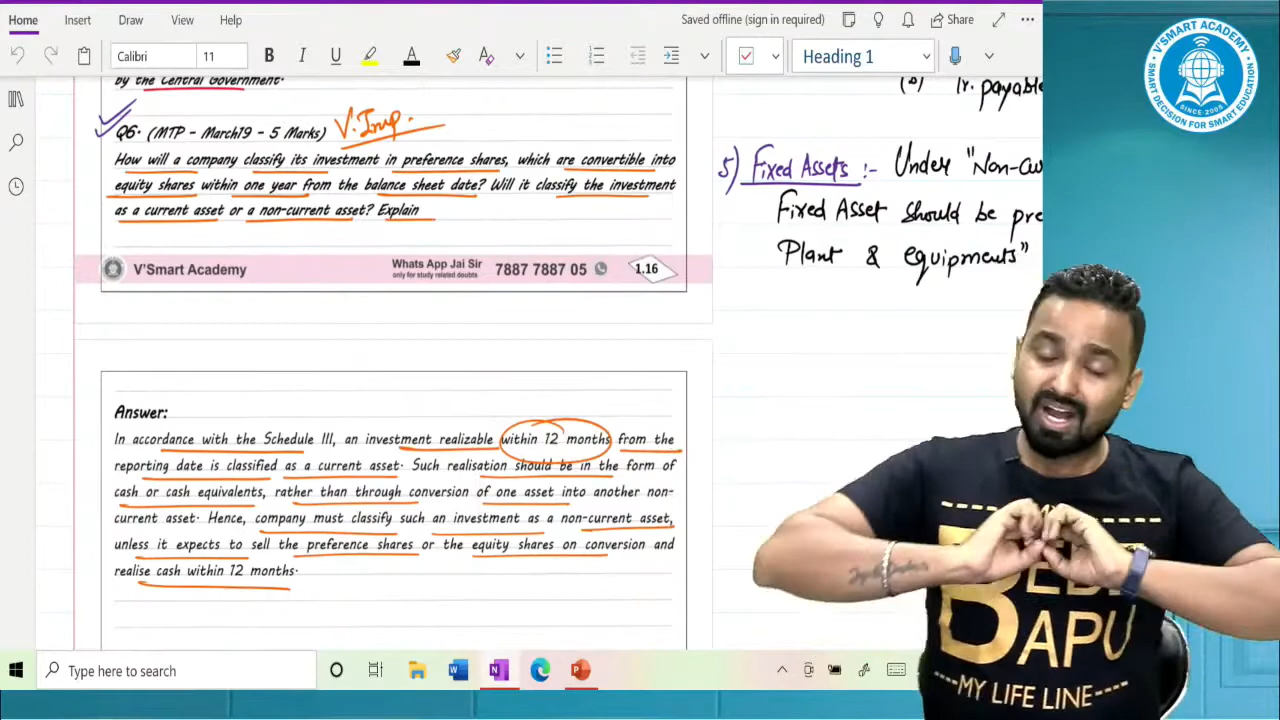 Home Insert Draw View Help
Saved offline (sign in required)
Share
Calibri
11
B I U A
Heading 1
by the Central Government.
Q6. (MTP - March19 - 5 Marks) V. Imp.
How will a company classify its investment in preference shares, which are convertible into
equity shares within one year from the balance sheet date? Will it classify the investment
as a current asset or a non-current asset? Explain
V'Smart Academy
Whats App Jai Sir
only for study related doubts
7887 7887 05
1.16
Answer:
In accordance with the Schedule III, an investment realizable within 12 months from the
reporting date is classified as a current asset. Such realisation should be in the form of
cash or cash equivalents, rather than through conversion of one asset into another non-
current asset. Hence, company must classify such an investment as a non-current asset,
unless it expects to sell the preference shares or the equity shares on conversion and
realise cash within 12 months.
payable
5) Fixed Assets :- Under "Non-cu
Fixed Asset should be pre
Plant & equipments"
V'SMART ACADEMY
SINCE-2005
SMART DECISION FOR SMART EDUCATION
BAPU
MY LIFE LINE
Type here to search